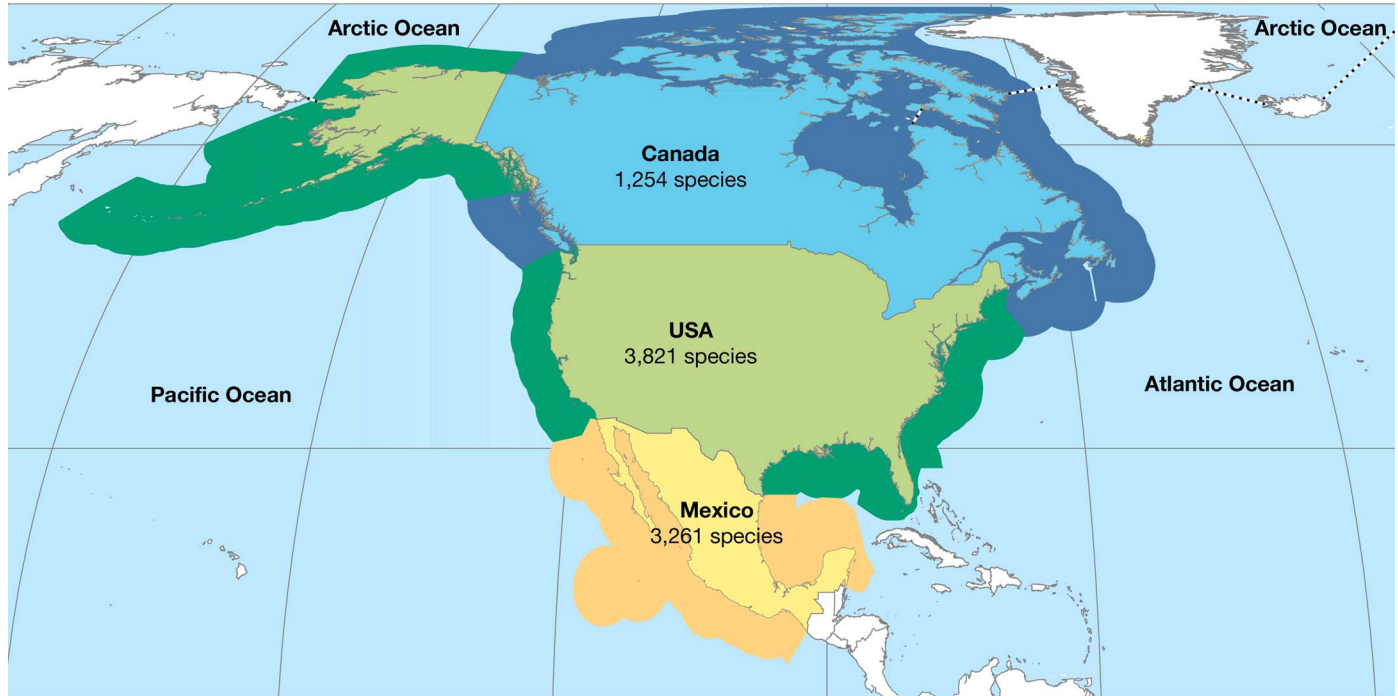 Arctic Ocean
Arctic Ocean
Canada
1,254 species
USA
3,821 species
Pacific Ocean
Atlantic Ocean
Mexico
3,261 species